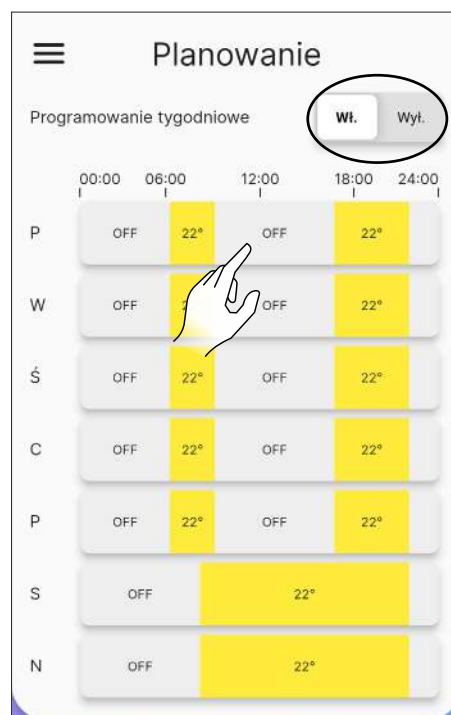 Planowanie
Programowanie tygodniowe Wł. Wył.
00:00 06:00 12:00 18:00 24:00
P OFF 22° OFF 22°
W OFF OFF 22°
Ś OFF 22° OFF 22°
C OFF 22° OFF 22°
P OFF 22° OFF 22°
S OFF 22°
N OFF 22°